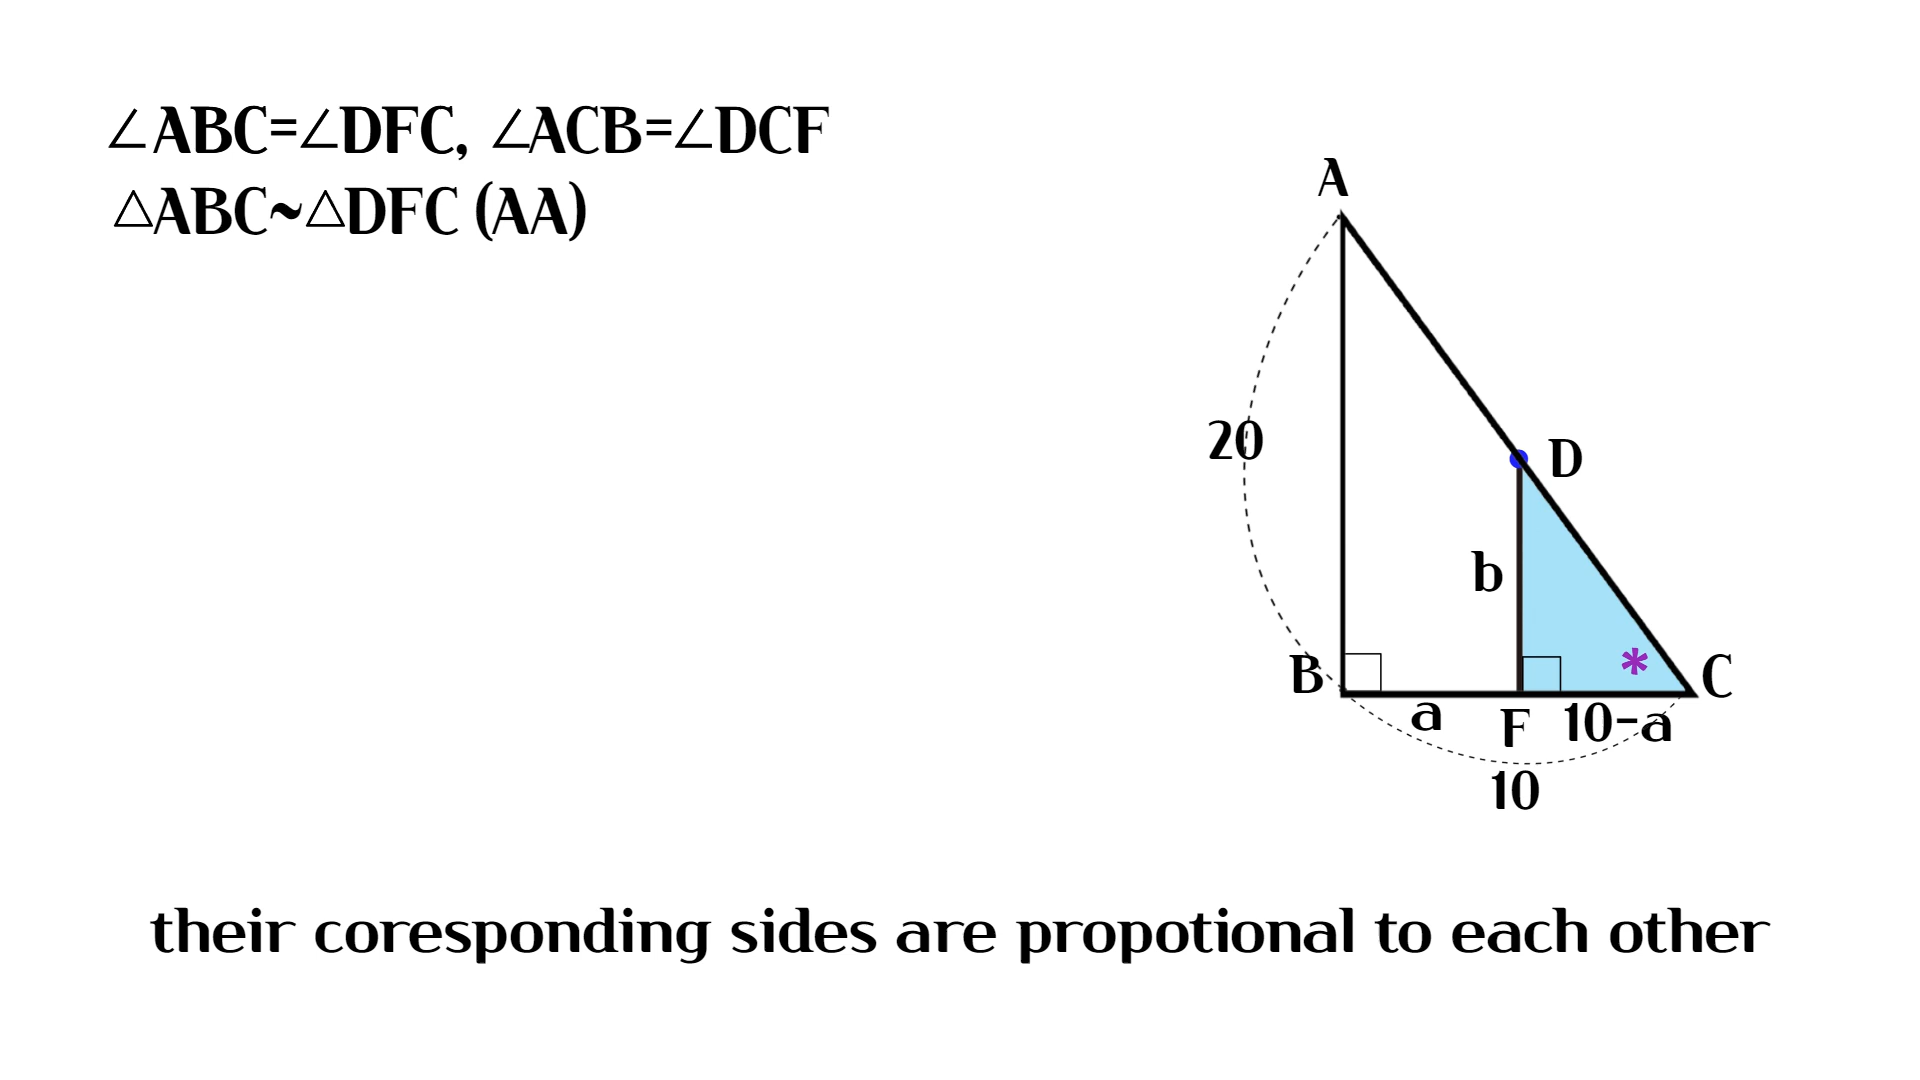 ∠ABC=∠DFC, ∠ACB=∠DCF
△ABC~△DFC (AA)
A
20
D
b
B
*
C
a
F
10-a
10
their coresponding sides are propotional to each other